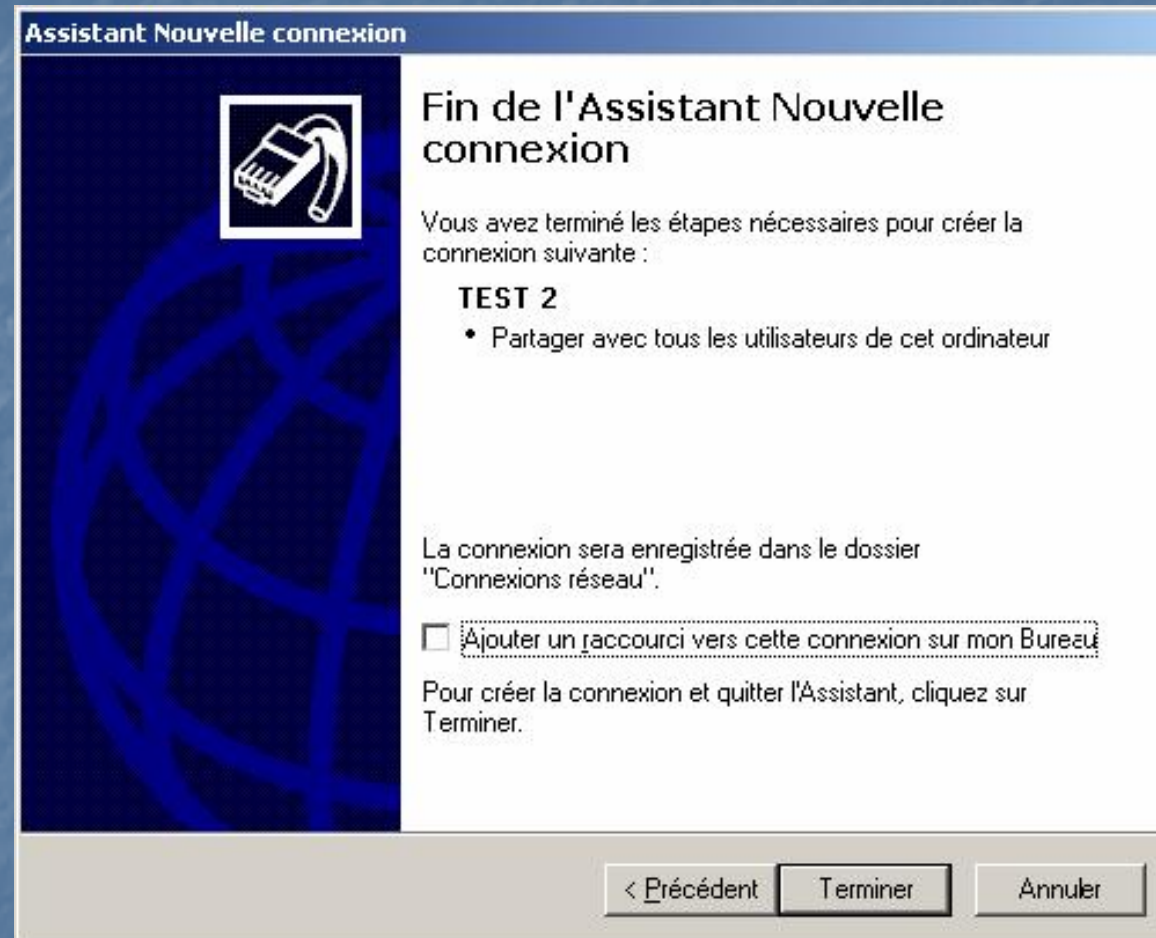 Assistant Nouvelle connexion
Fin de l'Assistant Nouvelle
connexion
Vous avez terminé les étapes nécessaires pour créer la
connexion suivante :
TEST 2
• Partager avec tous les utilisateurs de cet ordinateur
La connexion sera enregistrée dans le dossier
"Connexions réseau".
Ajouter un raccourci vers cette connexion sur mon Bureau
Pour créer la connexion et quitter l'Assistant, cliquez sur
Terminer.
< Précédent Terminer Annuler